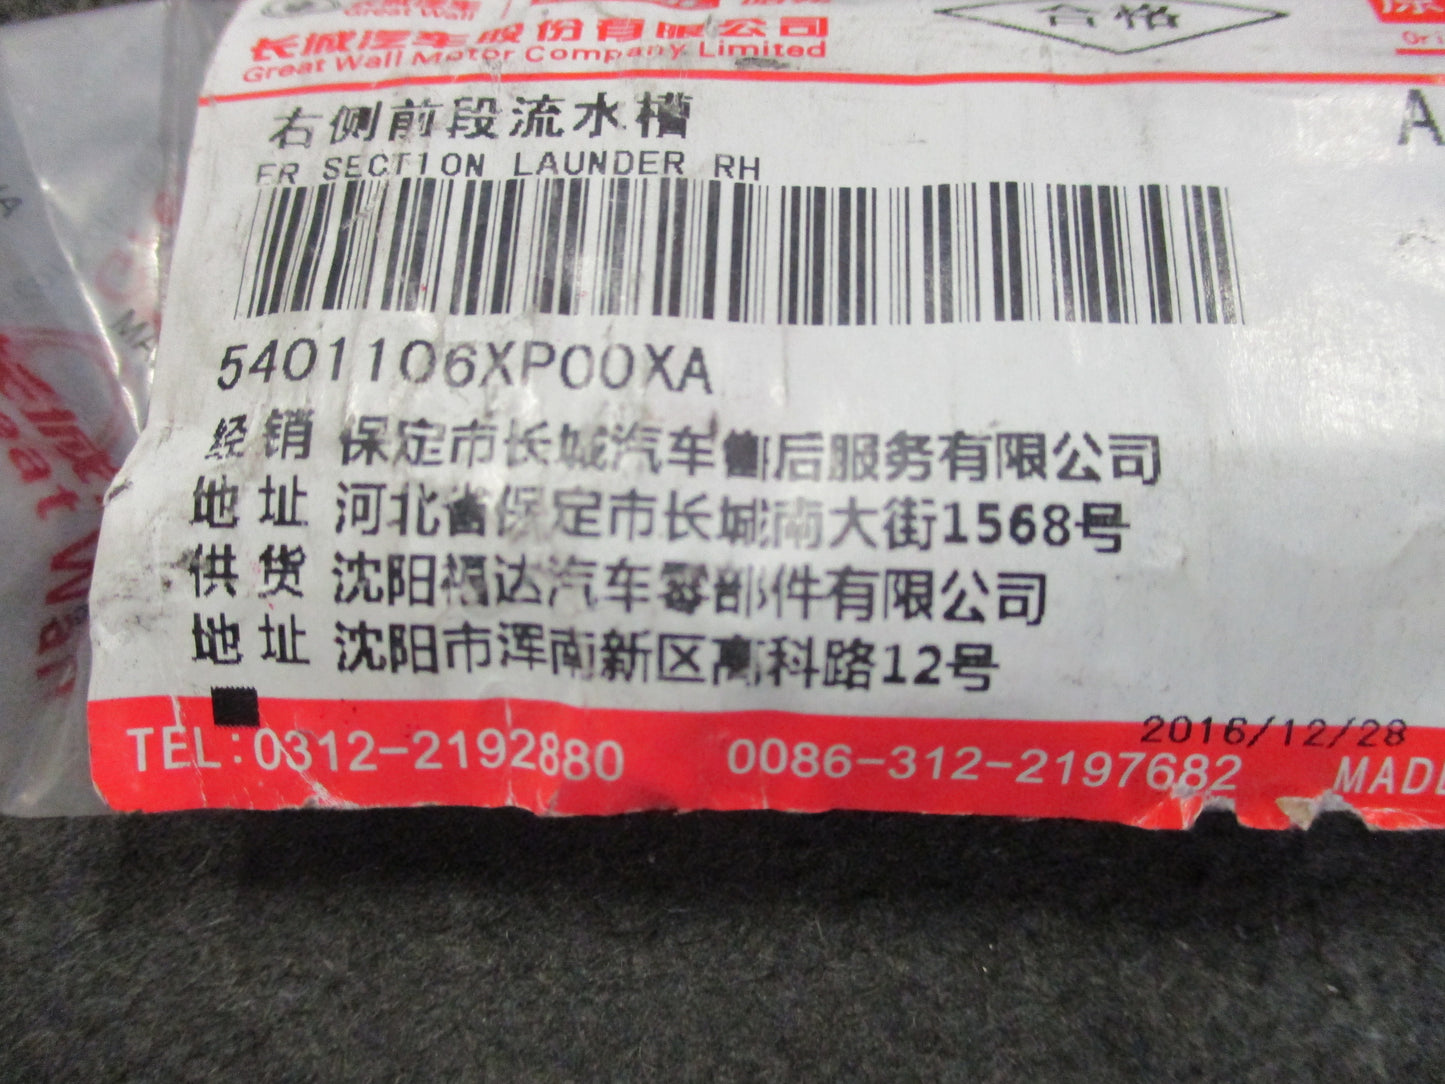 Great Wall
长城汽车股份有限公司
Great Wall Motor Company Limited
合格
右侧前段流水槽
FR SECTION LAUNDER RH
A
5401106XP00XA
经销 保定市长城汽车售后服务有限公司
地址 河北省保定市长城南大街1568号
供货 沈阳福达汽车零部件有限公司
地址 沈阳市浑南新区高科路12号
2016/12/28
TEL:0312-2192880 0086-312-2197682 MADE